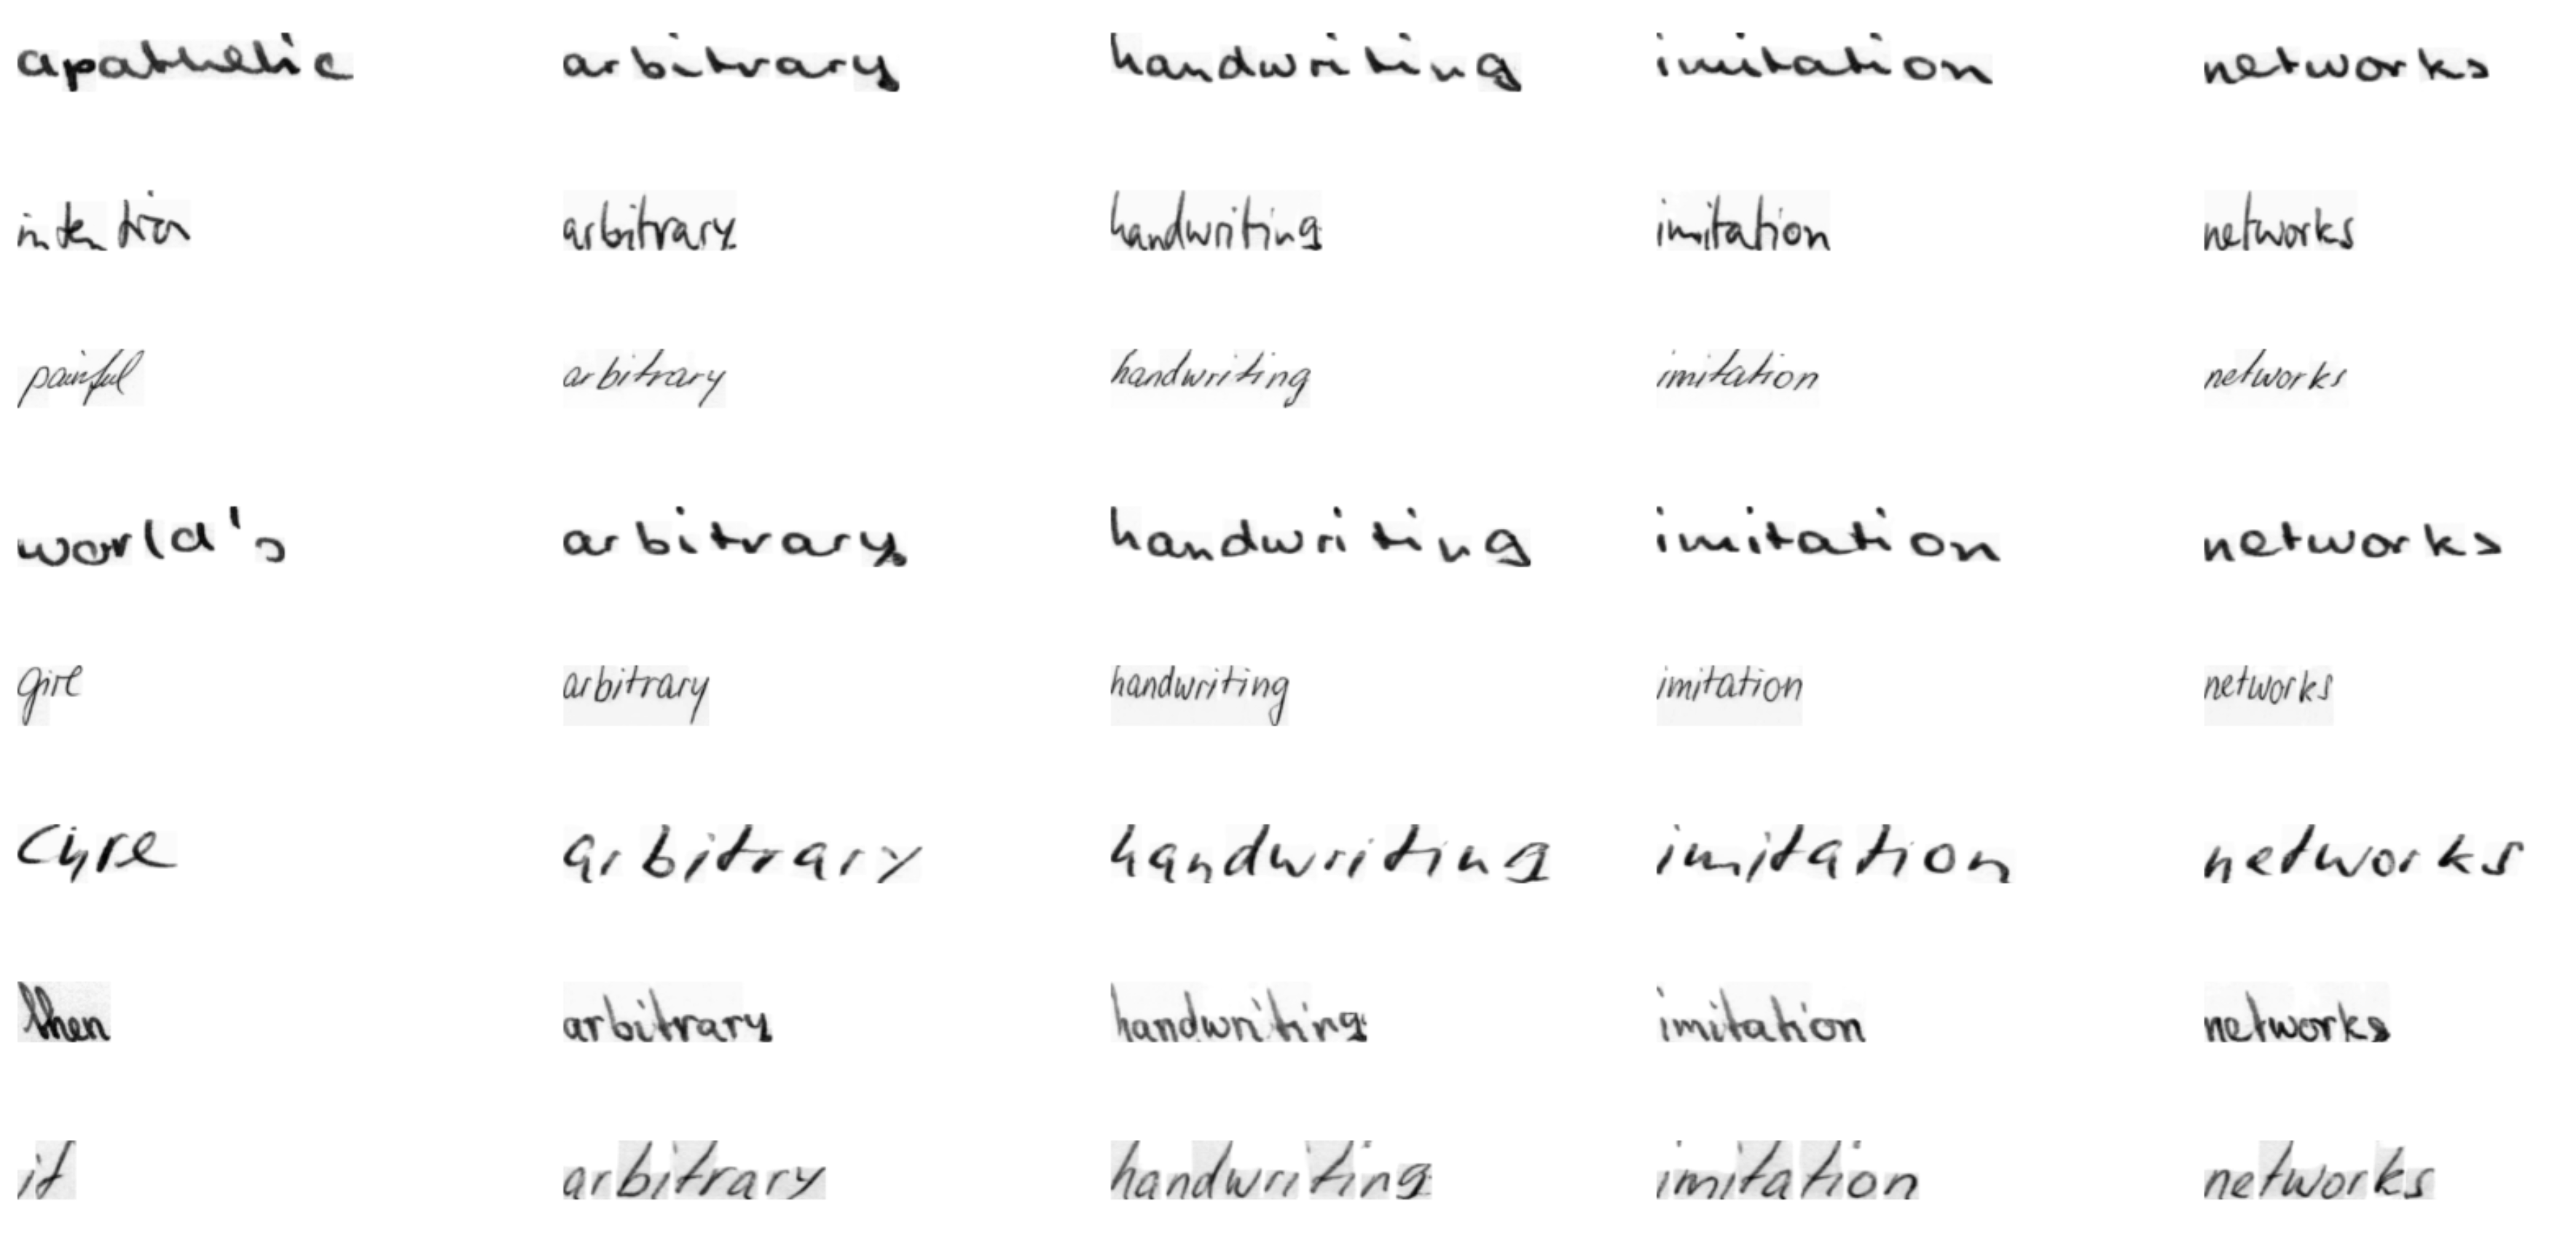 apathetic arbitrary handwriting imitation networks
intention arbitrary handwriting imitation networks
painful arbitrary handwriting imitation networks
world's arbitrary handwriting imitation networks
girl arbitrary handwriting imitation networks
arbitrary handwriting imitation networks
then arbitrary handwriting imitation networks
it arbitrary handwriting imitation networks